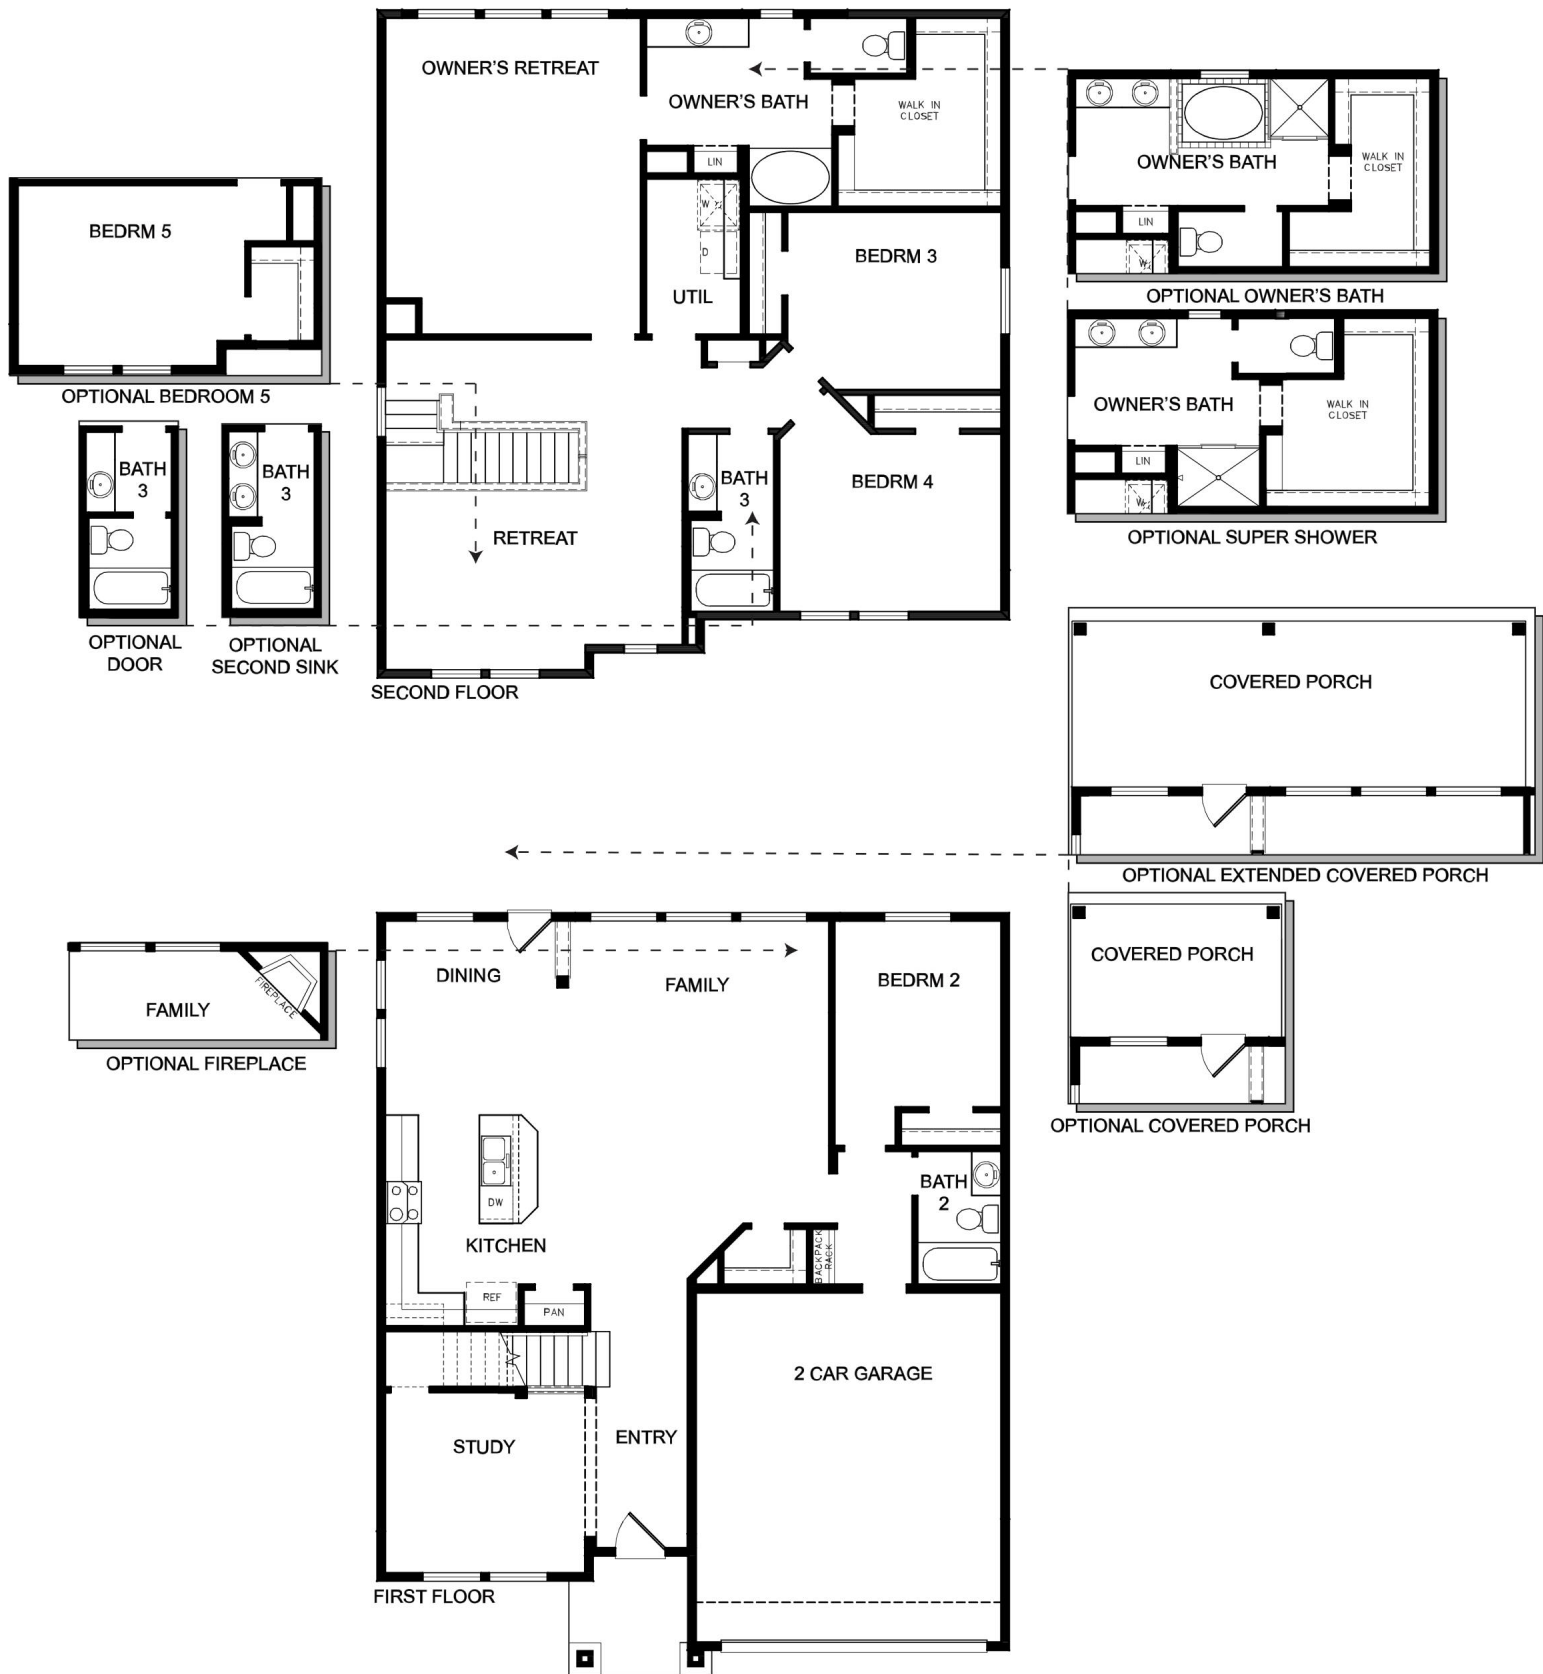 OWNER'S RETREAT
OWNER'S BATH
WALK IN
CLOSET
LIN
W
D
UTIL
BEDRM 3
BEDRM 4
BATH
3
RETREAT
SECOND FLOOR
BEDRM 5
OPTIONAL BEDROOM 5
BATH
3
OPTIONAL
DOOR
BATH
3
OPTIONAL
SECOND SINK
OWNER'S BATH
WALK IN
CLOSET
LIN
W
OPTIONAL OWNER'S BATH
OWNER'S BATH
WALK IN
CLOSET
LIN
W
OPTIONAL SUPER SHOWER
COVERED PORCH
OPTIONAL EXTENDED COVERED PORCH
COVERED PORCH
OPTIONAL COVERED PORCH
FAMILY
FIREPLACE
OPTIONAL FIREPLACE
DINING
FAMILY
BEDRM 2
DW
KITCHEN
BATH
2
BACKPACK
RACK
REF
PAN
2 CAR GARAGE
STUDY
ENTRY
FIRST FLOOR